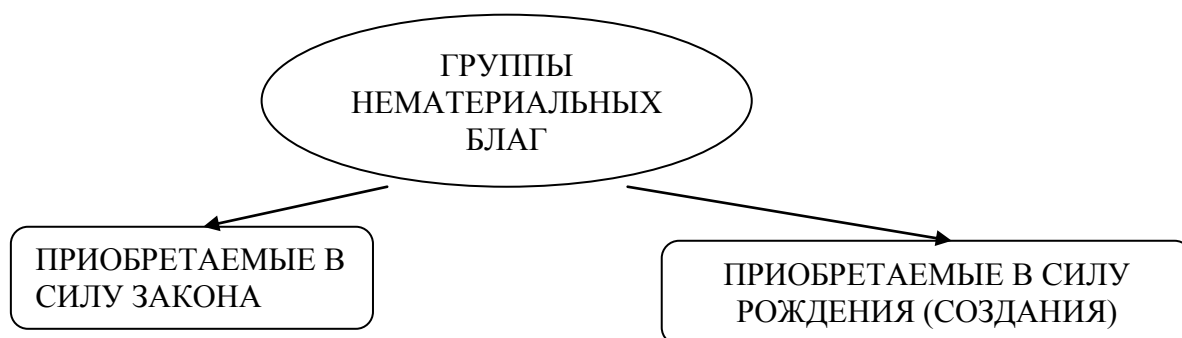 ГРУППЫ
НЕМАТЕРИАЛЬНЫХ
БЛАГ
ПРИОБРЕТАЕМЫЕ В
СИЛУ ЗАКОНА
ПРИОБРЕТАЕМЫЕ В СИЛУ
РОЖДЕНИЯ (СОЗДАНИЯ)